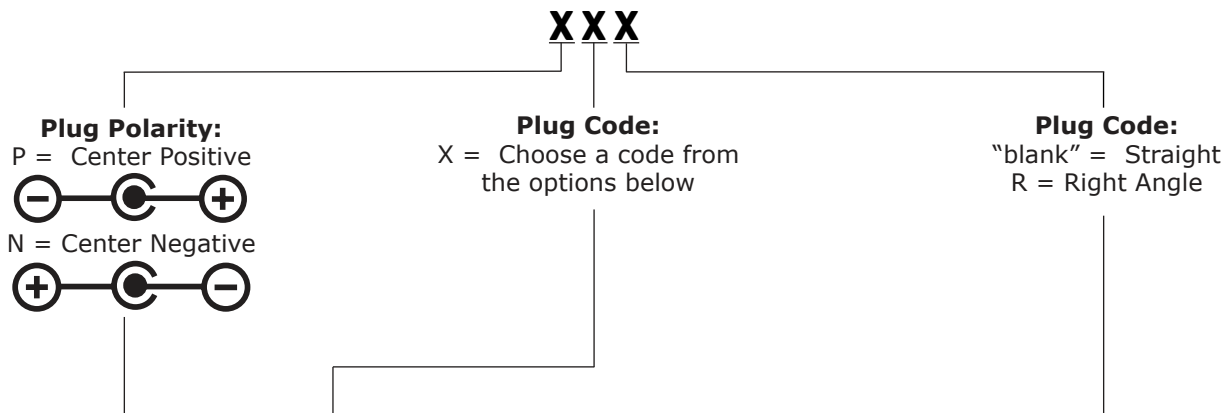 XXX
Plug Polarity:
P = Center Positive
N = Center Negative
Plug Code:
X = Choose a code from
the options below
Plug Code:
“blank” = Straight
R = Right Angle